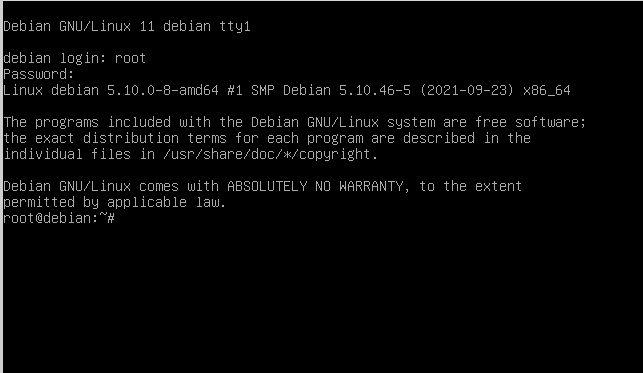 Debian GNU/Linux 11 debian tty1
debian login: root
Password:
Linux debian 5.10.0-8-amd64 #1 SMP Debian 5.10.46-5 (2021-09-23) x86_64
The programs included with the Debian GNU/Linux system are free software;
the exact distribution terms for each program are described in the
individual files in /usr/share/doc/*/copyright.
Debian GNU/Linux comes with ABSOLUTELY NO WARRANTY, to the extent
permitted by applicable law.
root@debian:~#